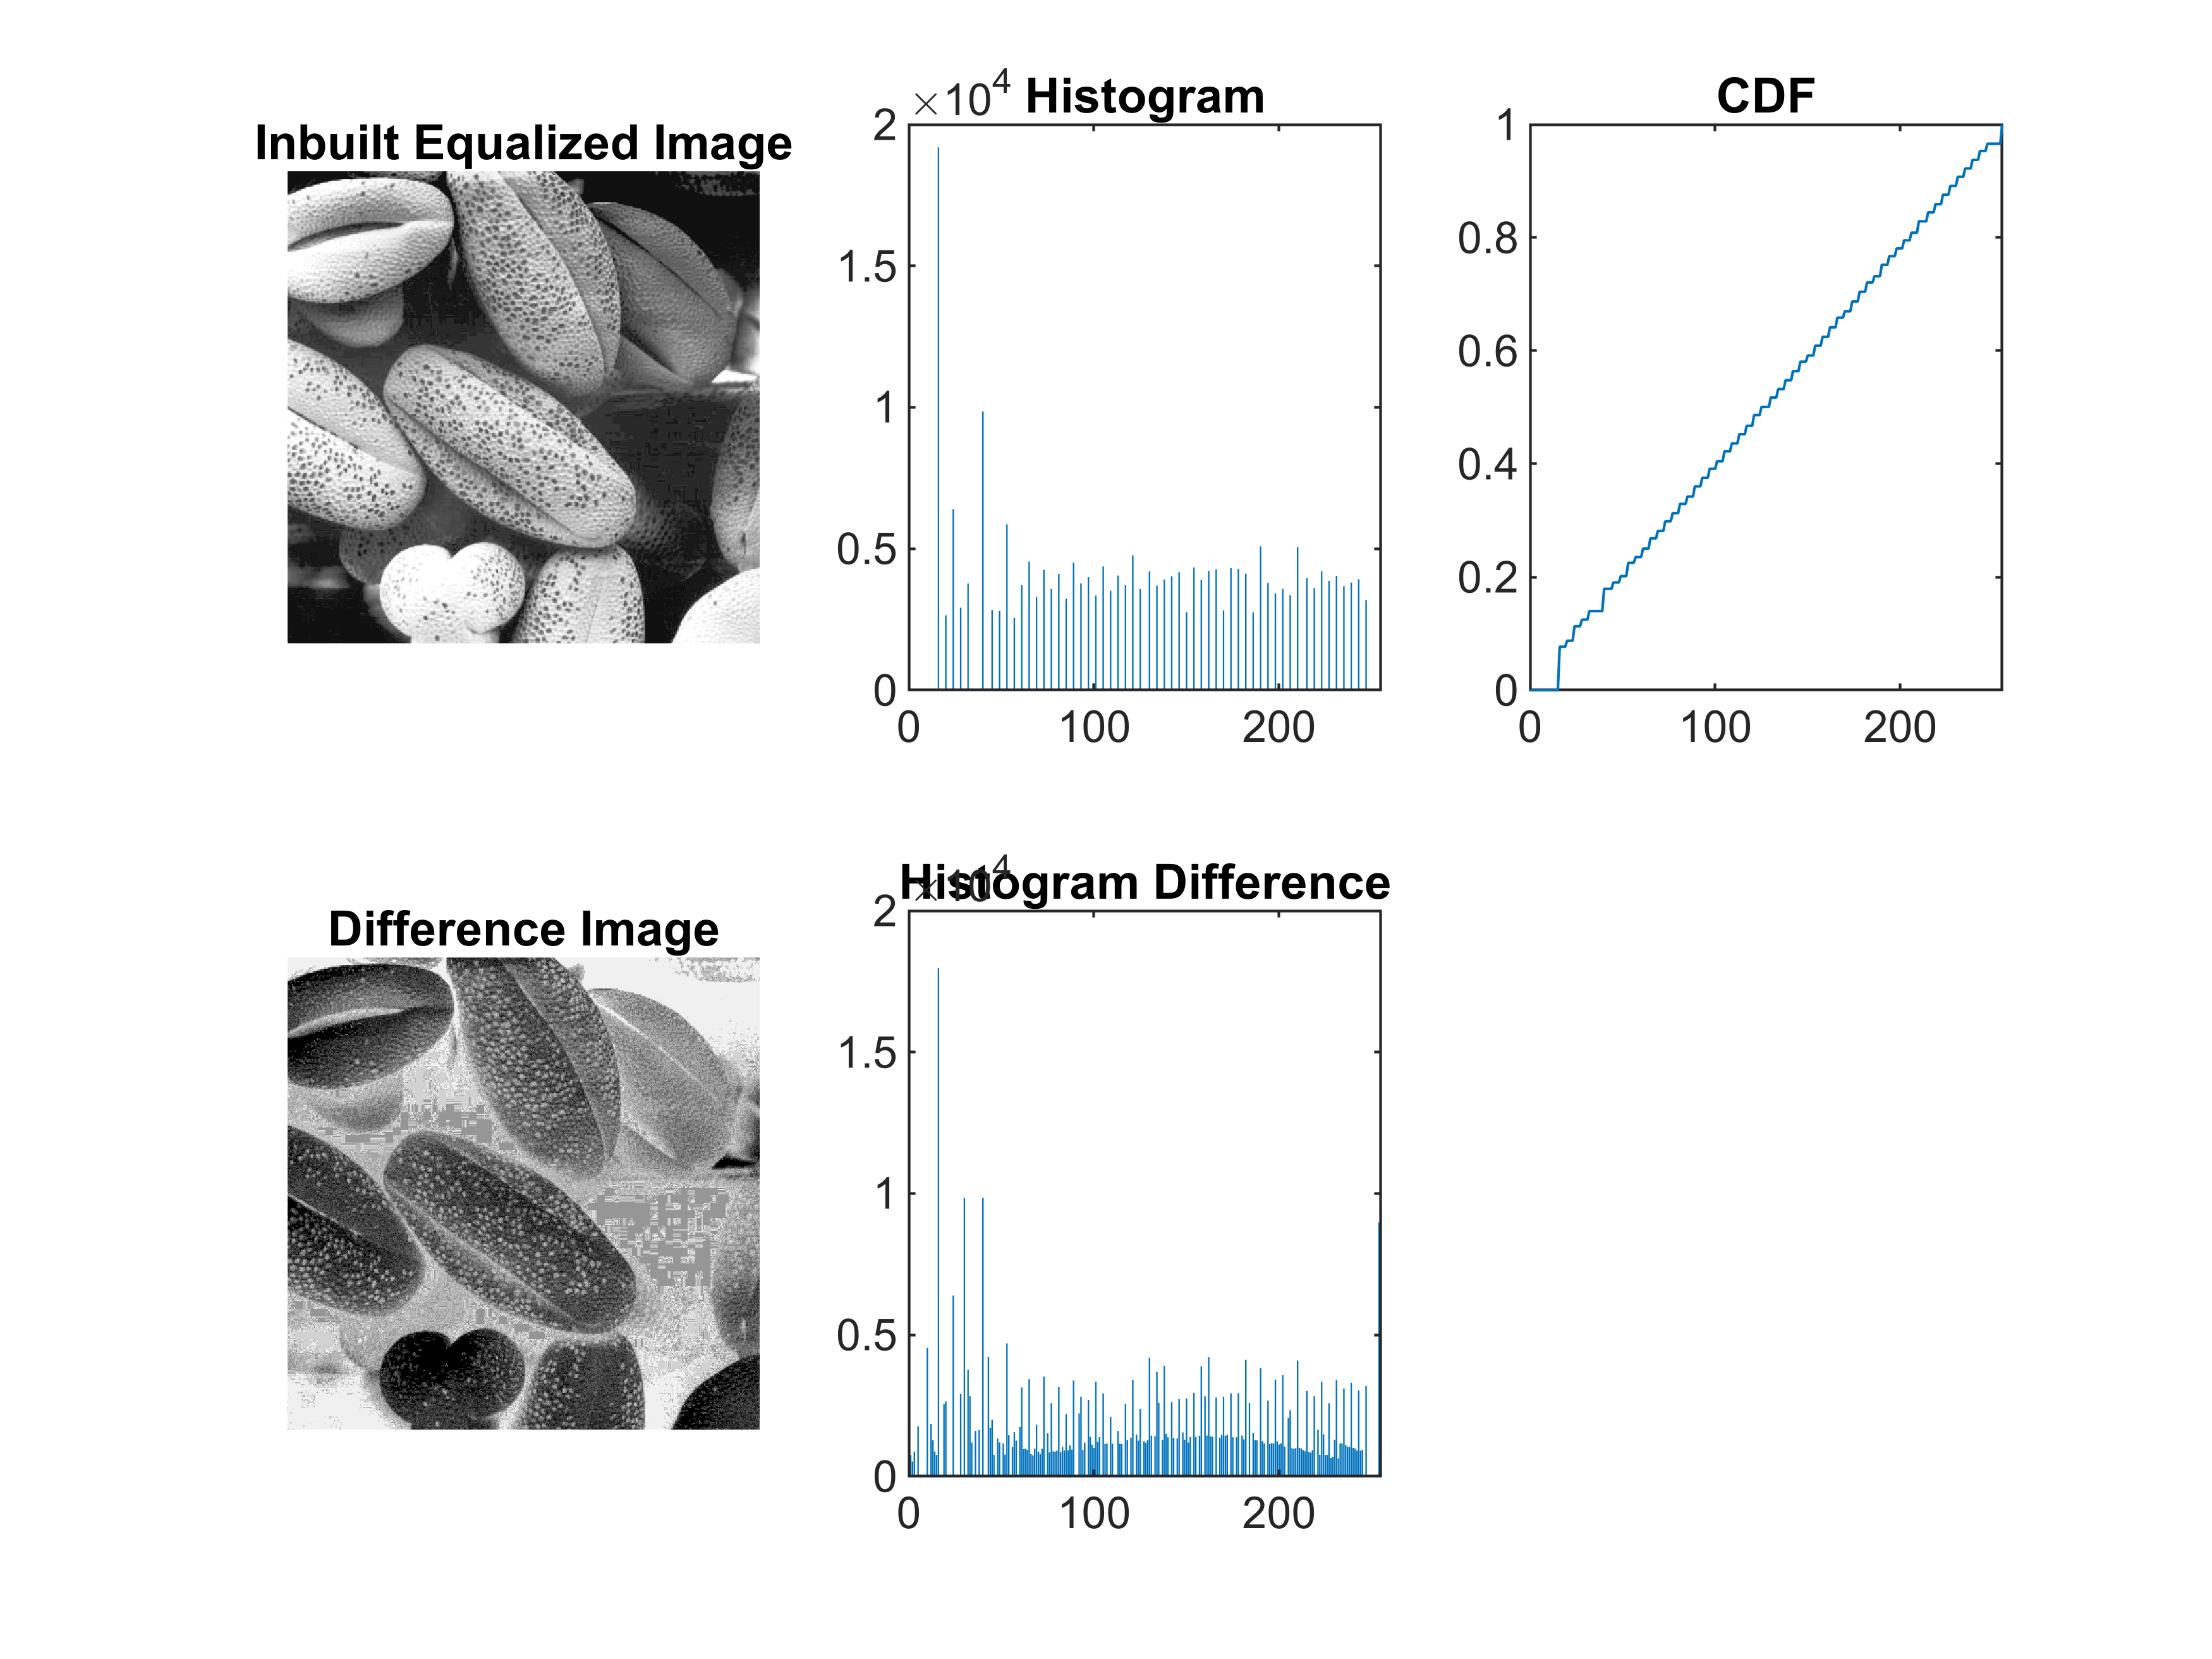 Inbuilt Equalized Image
×10⁴ Histogram
2
1.5
1
0.5
0
0 100 200
CDF
1
0.8
0.6
0.4
0.2
0
0 100 200
Difference Image
×10⁴
Histogram Difference
2
1.5
1
0.5
0
0 100 200